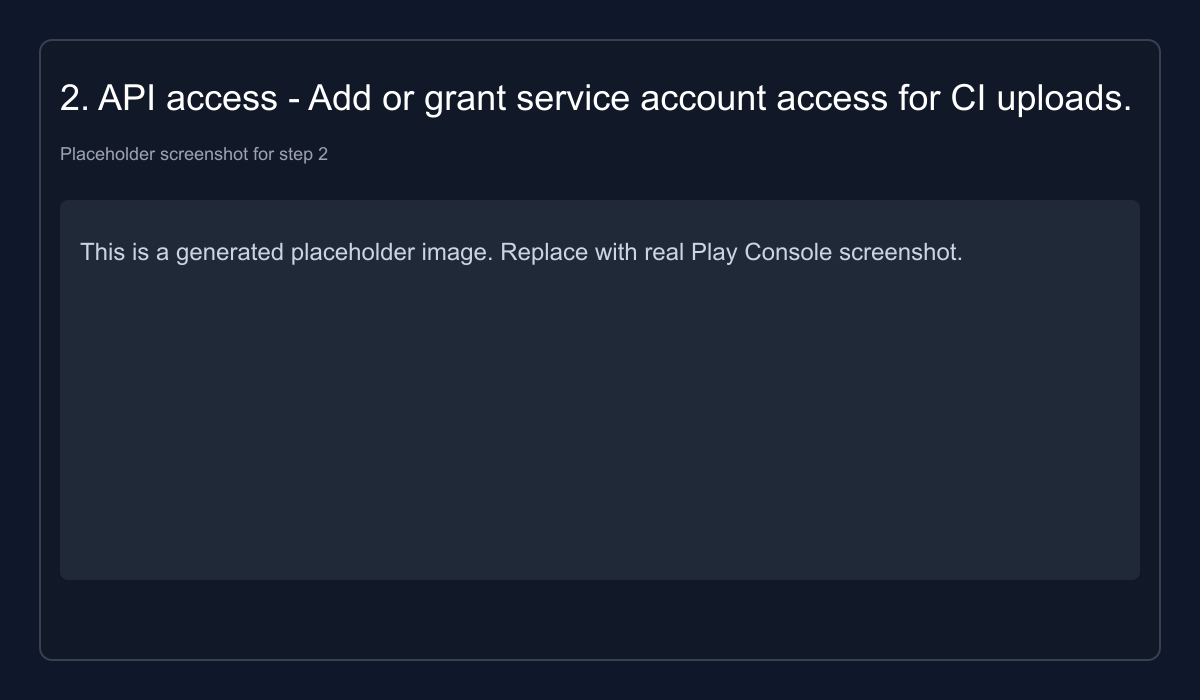 2. API access - Add or grant service account access for CI uploads.
Placeholder screenshot for step 2
This is a generated placeholder image. Replace with real Play Console screenshot.